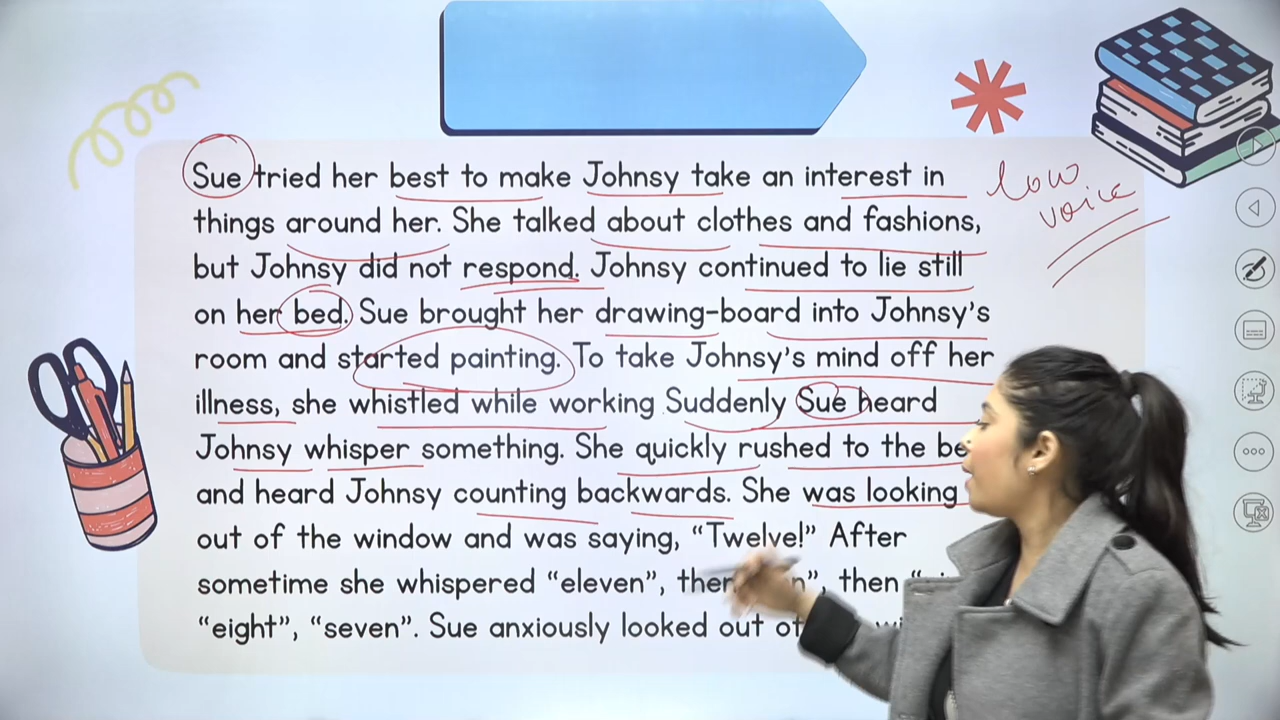 Sue tried her best to make Johnsy take an interest in
low
things around her. She talked about clothes and fashions,
voice
but Johnsy did not respond. Johnsy continued to lie still
on her bed. Sue brought her drawing-board into Johnsy's
room and started painting. To take Johnsy's mind off her
illness, she whistled while working Suddenly Sue heard
Johnsy whisper something. She quickly rushed to the
and heard Johnsy counting backwards. She was looking
out of the window and was saying, “Twelve!” After
sometime she whispered “eleven”, then
then
“eight”, “seven”. Sue anxiously looked out